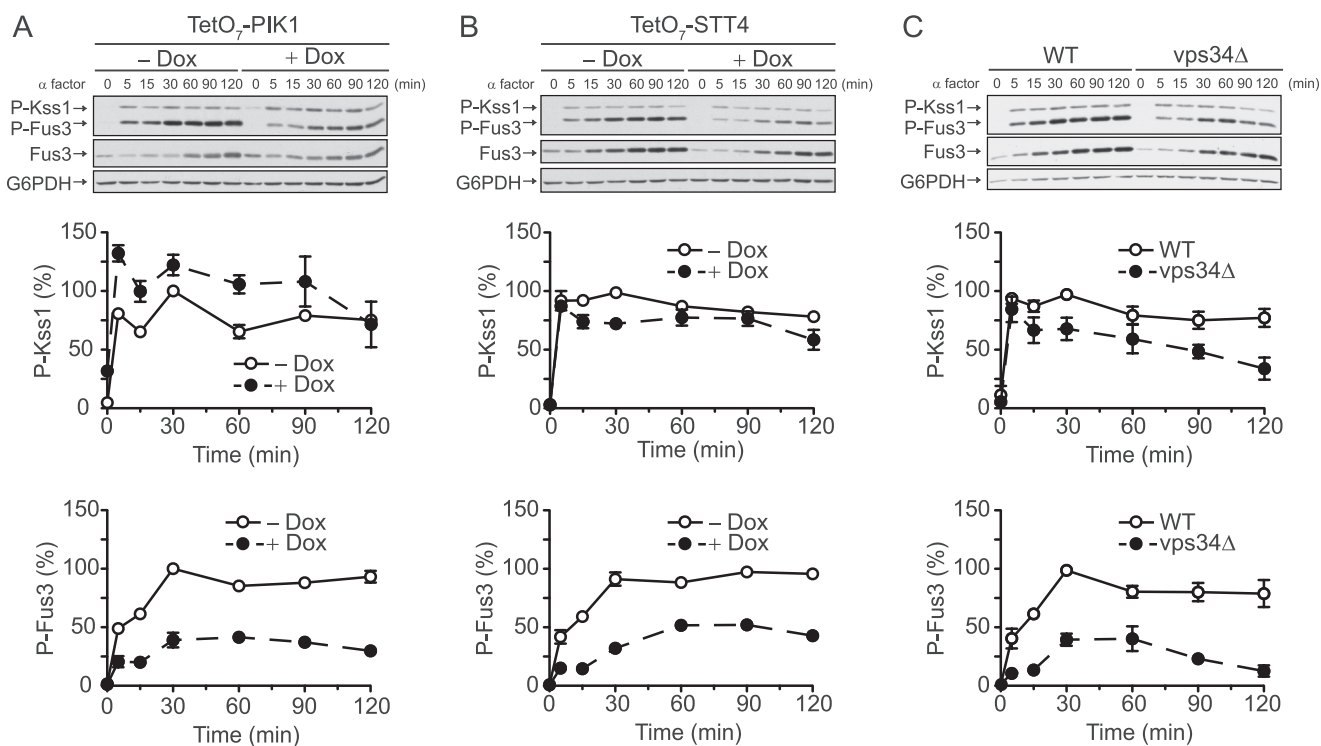 A
TetO7-PIK1
– Dox + Dox
α factor 0 5 15 30 60 90 120 0 5 15 30 60 90 120 (min)
P-Kss1→
P-Fus3→
Fus3→
G6PDH→
150
100
50
0
P-Kss1 (%)
– Dox
+ Dox
0 30 60 90 120
Time (min)
150
100
50
0
P-Fus3 (%)
– Dox
+ Dox
0 30 60 90 120
Time (min)
B
TetO7-STT4
– Dox + Dox
α factor 0 5 15 30 60 90 120 0 5 15 30 60 90 120 (min)
P-Kss1→
P-Fus3→
Fus3→
G6PDH→
150
100
50
0
P-Kss1 (%)
– Dox
+ Dox
0 30 60 90 120
Time (min)
150
100
50
0
P-Fus3 (%)
– Dox
+ Dox
0 30 60 90 120
Time (min)
C
WT vps34Δ
α factor 0 5 15 30 60 90 120 0 5 15 30 60 90 120 (min)
P-Kss1→
P-Fus3→
Fus3→
G6PDH→
150
100
50
0
P-Kss1 (%)
WT
vps34Δ
0 30 60 90 120
Time (min)
150
100
50
0
P-Fus3 (%)
WT
vps34Δ
0 30 60 90 120
Time (min)